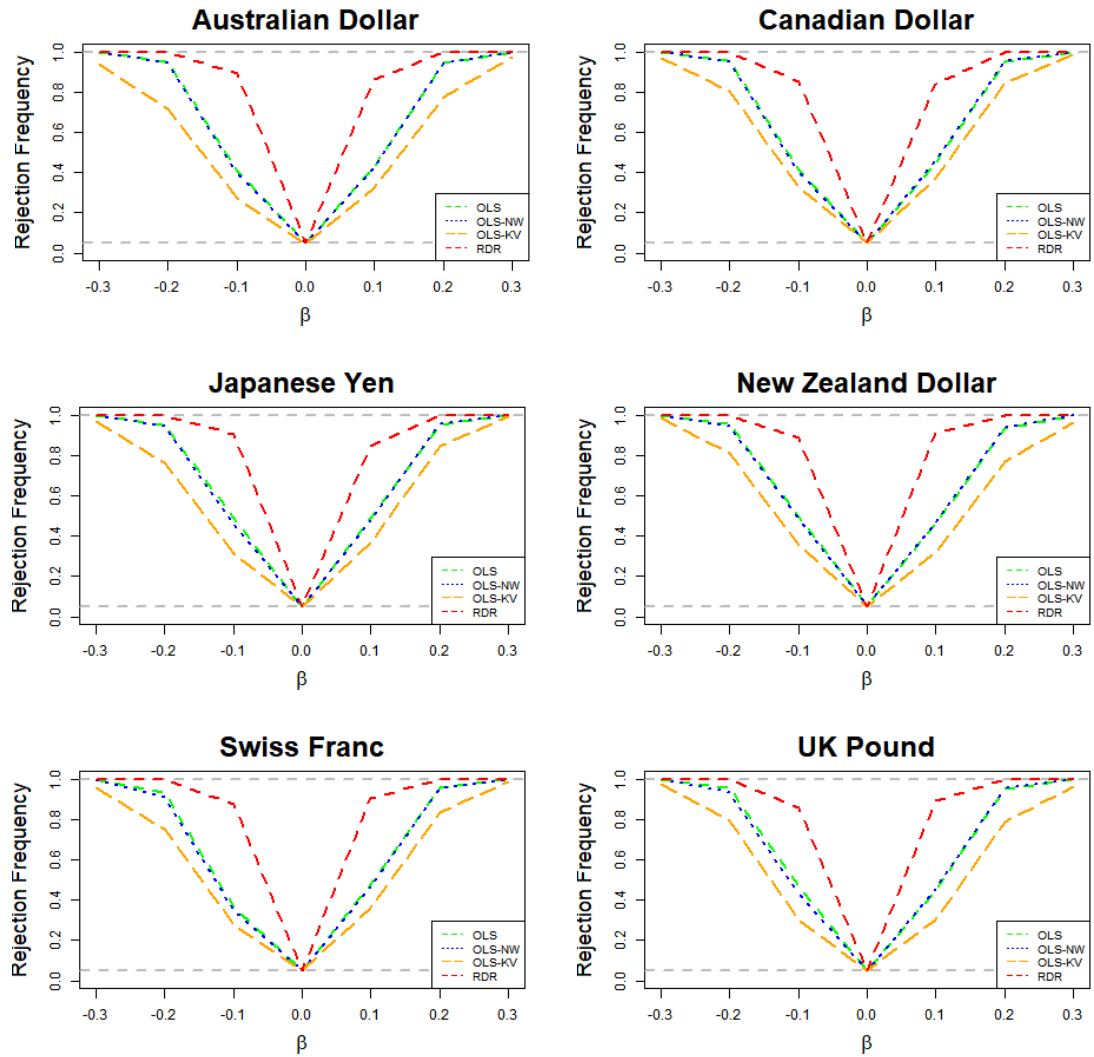 Australian Dollar
Rejection Frequency
1.0
0.8
0.6
0.4
0.2
0.0
OLS
OLS-NW
OLS-KV
RDR
-0.3 -0.2 -0.1 0.0 0.1 0.2 0.3
β
Canadian Dollar
Rejection Frequency
1.0
0.8
0.6
0.4
0.2
0.0
OLS
OLS-NW
OLS-KV
RDR
-0.3 -0.2 -0.1 0.0 0.1 0.2 0.3
β
Japanese Yen
Rejection Frequency
1.0
0.8
0.6
0.4
0.2
0.0
OLS
OLS-NW
OLS-KV
RDR
-0.3 -0.2 -0.1 0.0 0.1 0.2 0.3
β
New Zealand Dollar
Rejection Frequency
1.0
0.8
0.6
0.4
0.2
0.0
OLS
OLS-NW
OLS-KV
RDR
-0.3 -0.2 -0.1 0.0 0.1 0.2 0.3
β
Swiss Franc
Rejection Frequency
1.0
0.8
0.6
0.4
0.2
0.0
OLS
OLS-NW
OLS-KV
RDR
-0.3 -0.2 -0.1 0.0 0.1 0.2 0.3
β
UK Pound
Rejection Frequency
1.0
0.8
0.6
0.4
0.2
0.0
OLS
OLS-NW
OLS-KV
RDR
-0.3 -0.2 -0.1 0.0 0.1 0.2 0.3
β